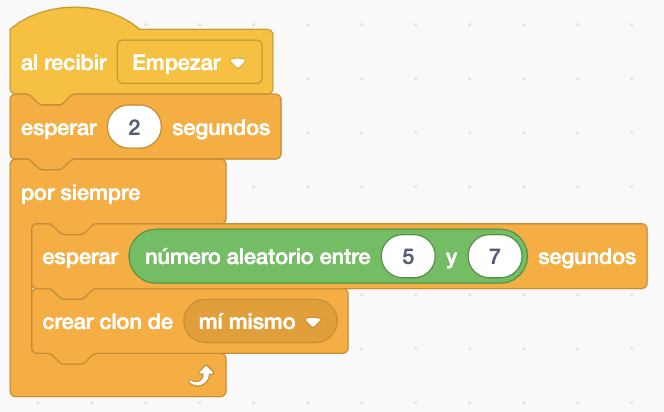 al recibir Empezar
esperar 2 segundos
por siempre
esperar número aleatorio entre 5 y 7 segundos
crear clon de mí mismo